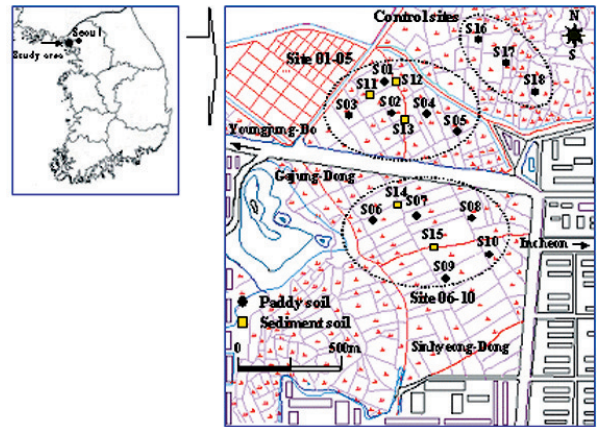 Seoul
Study area
Control sites
N
S
S16
S17
S18
Site 01-05
S01
S12
S11
S03
S02
S04
S13
S05
Youngjung-Do
Gajung-Dong
S14
S06
S07
S08
S15
Incheon
S10
S09
Site 06-10
Paddy soil
Sediment soil
0
500m
Sinhyeong-Dong